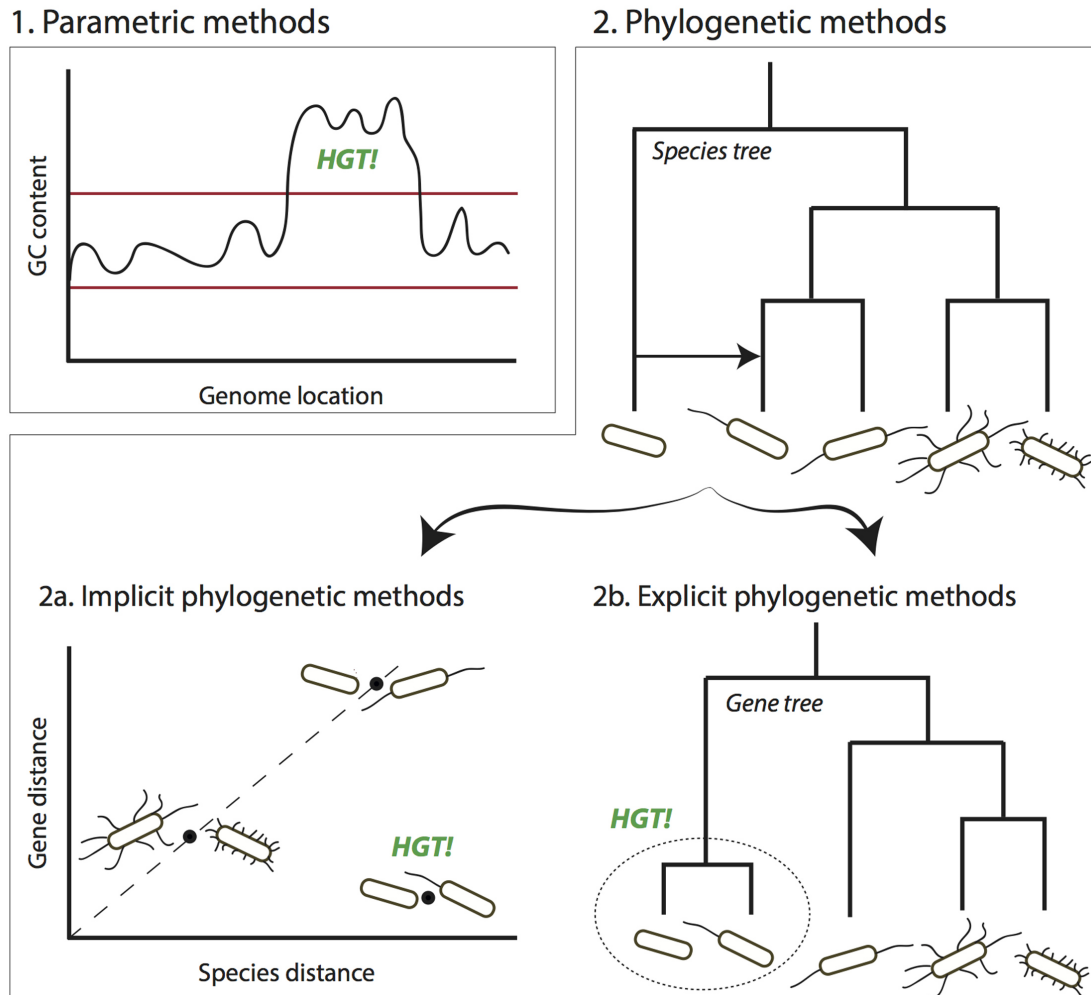 1. Parametric methods
GC content
HGT!
Genome location
2. Phylogenetic methods
Species tree
2a. Implicit phylogenetic methods
Gene distance
HGT!
Species distance
2b. Explicit phylogenetic methods
Gene tree
HGT!